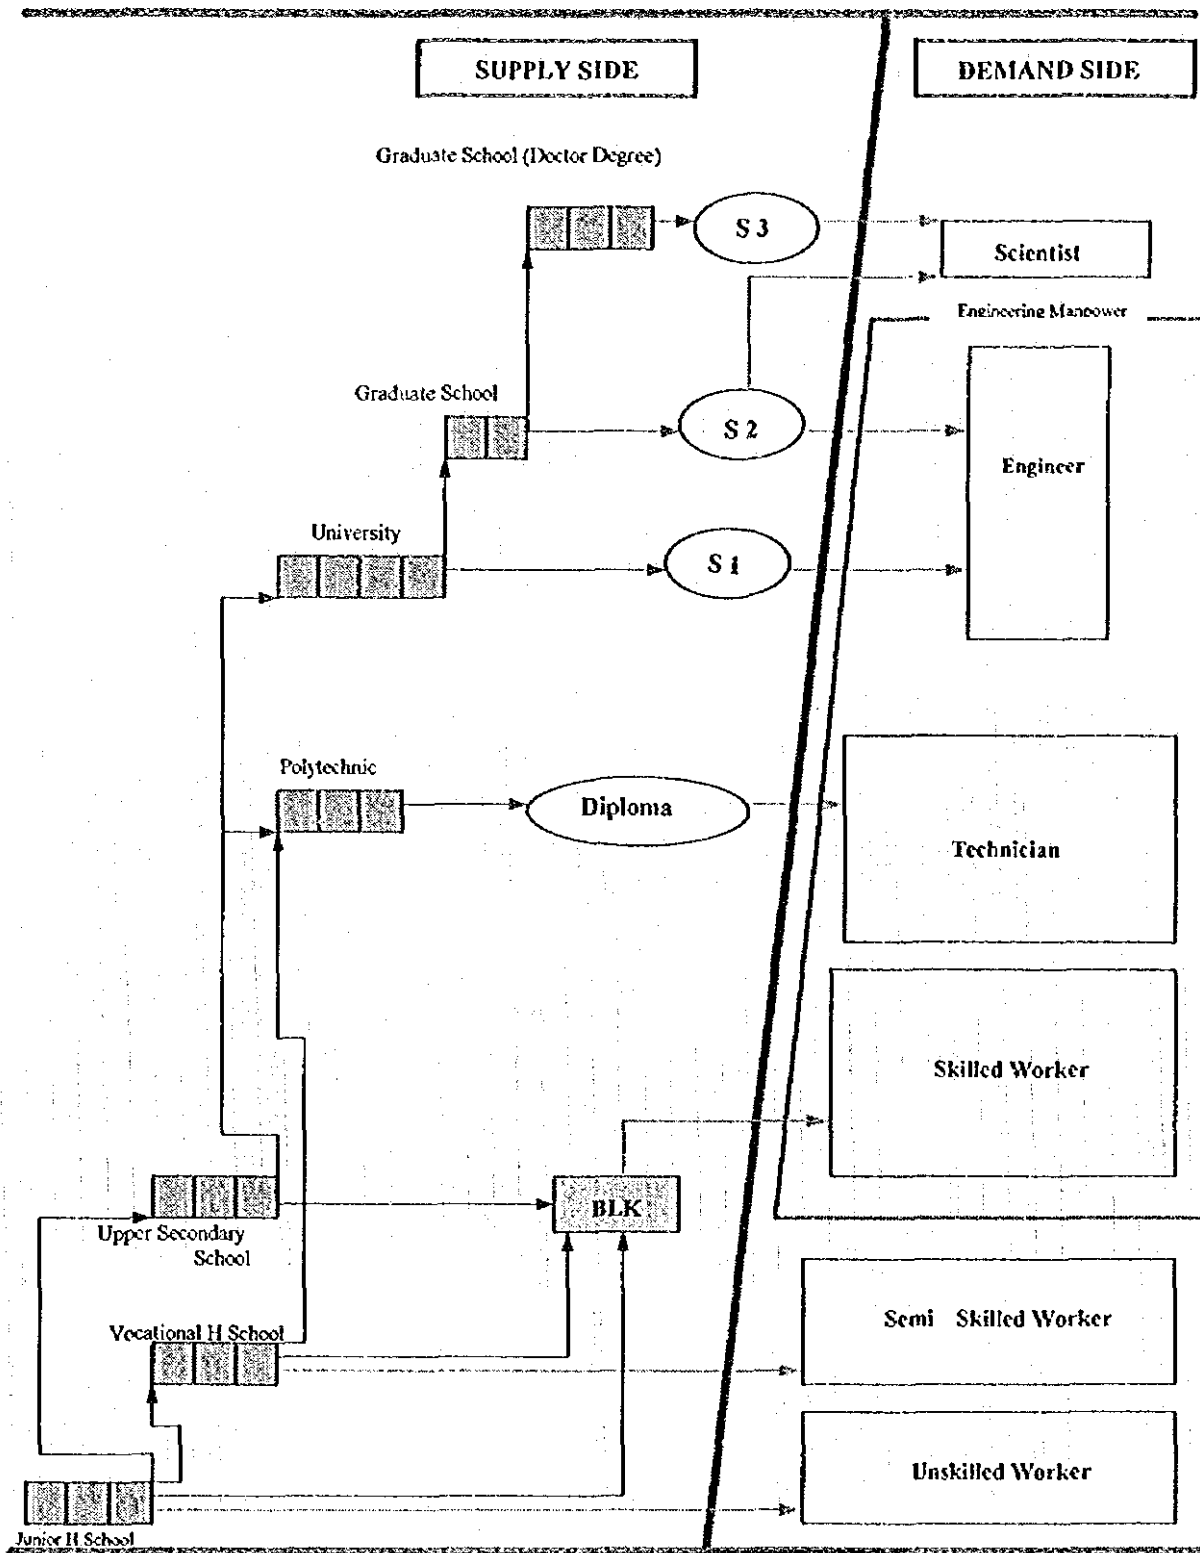 SUPPLY SIDE
DEMAND SIDE
Graduate School (Doctor Degree)
S 3
Scientist
Engineering Manpower
Graduate School
S 2
Engineer
University
S 1
Polytechnic
Diploma
Technician
Skilled Worker
BLK
Upper Secondary
School
Semi Skilled Worker
Vocational H School
Unskilled Worker
Junior H School